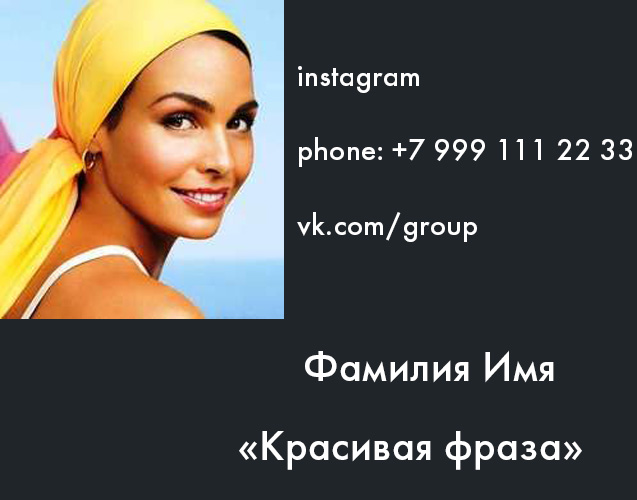 instagram
phone: +7 999 111 22 33
vk.com/group
Фамилия Имя
«Красивая фраза»